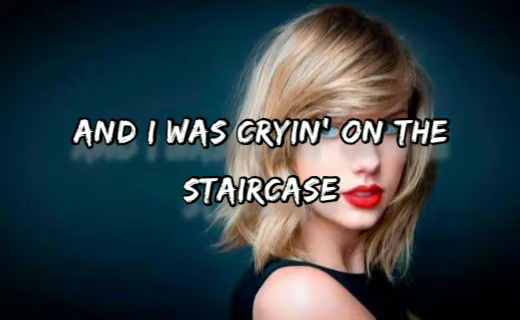 AND I WAS CRYIN' ON THE
STAIRCASE